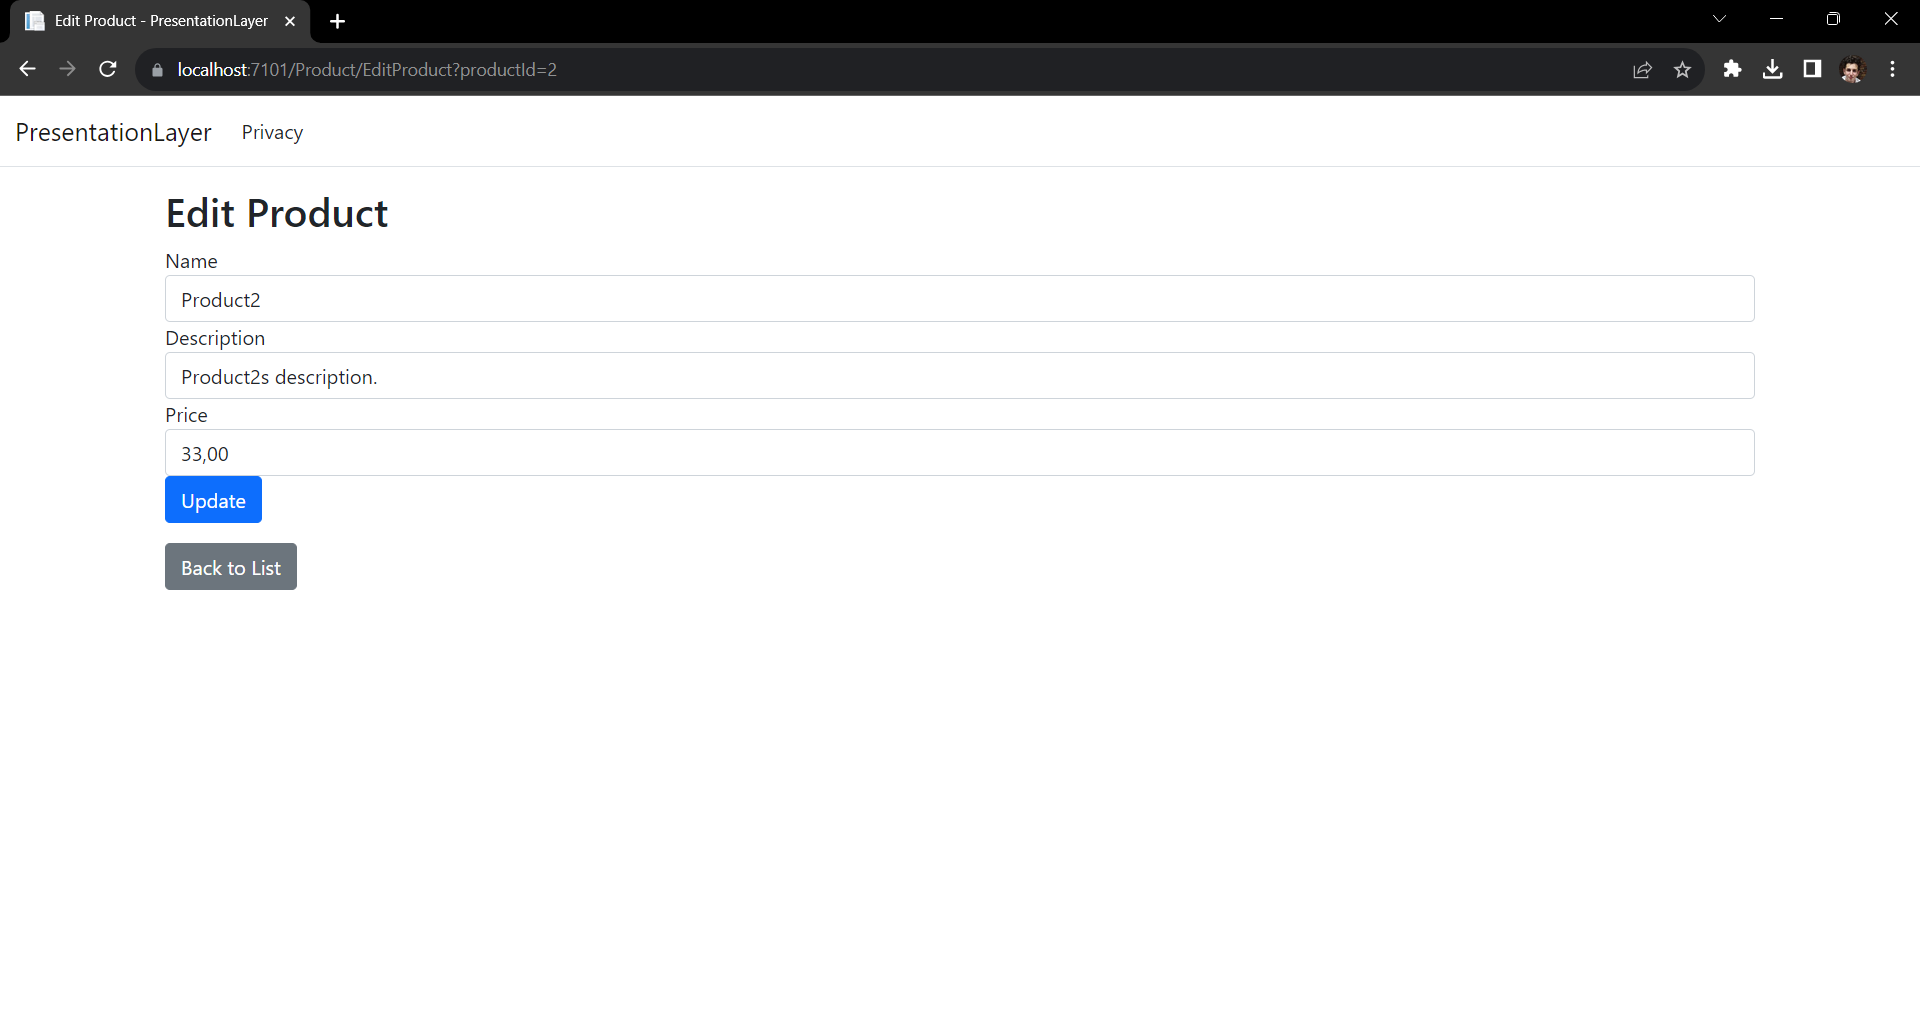 Edit Product - PresentationLayer
localhost:7101/Product/EditProduct?productId=2
PresentationLayer Privacy
Edit Product
Name
Product2
Description
Product2s description.
Price
33,00
Update
Back to List